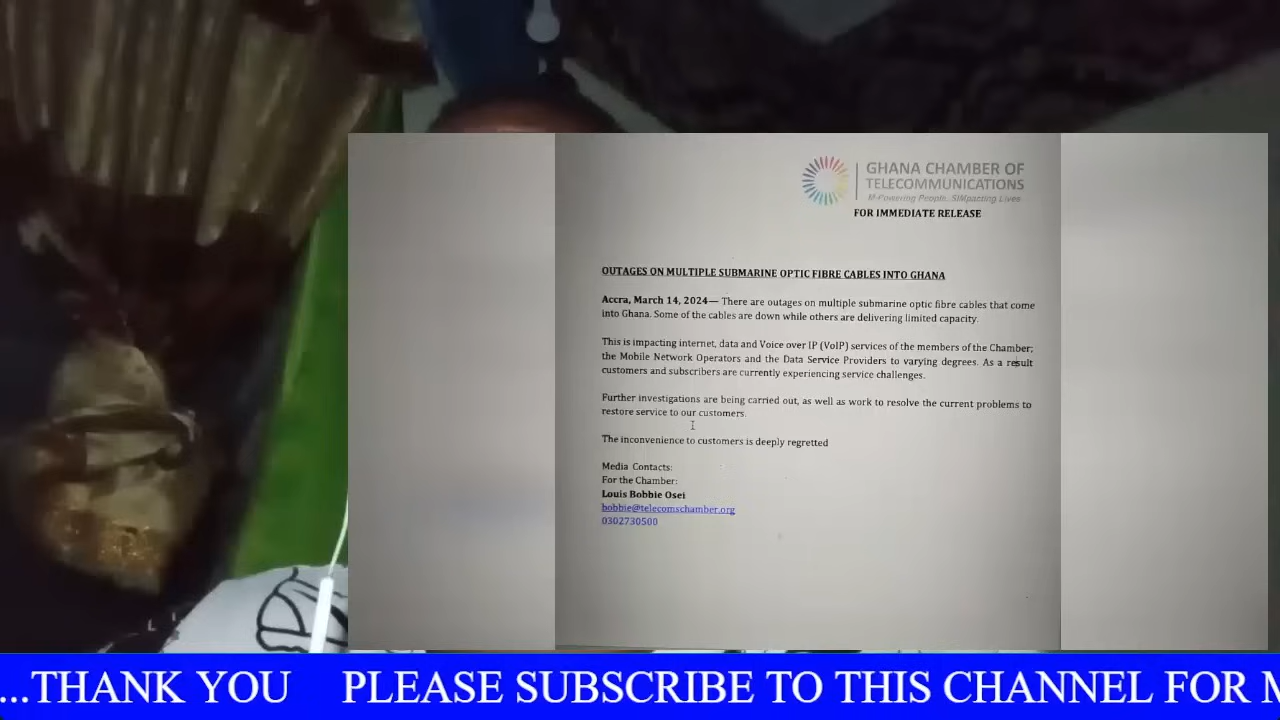 GHANA CHAMBER OF
TELECOMMUNICATIONS
M-Powering People, SIMpacting Lives
FOR IMMEDIATE RELEASE
OUTAGES ON MULTIPLE SUBMARINE OPTIC FIBRE CABLES INTO GHANA
Accra, March 14, 2024— There are outages on multiple submarine optic fibre cables that come
into Ghana. Some of the cables are down while others are delivering limited capacity.
This is impacting internet, data and Voice over IP (VoIP) services of the members of the Chamber;
the Mobile Network Operators and the Data Service Providers to varying degrees. As a result
customers and subscribers are currently experiencing service challenges.
Further investigations are being carried out, as well as work to resolve the current problems to
restore service to our customers.
The inconvenience to customers is deeply regretted
Media Contacts:
For the Chamber:
Louis Bobbie Osei
bobbie@telecomschamber.org
0302730500
...THANK YOU PLEASE SUBSCRIBE TO THIS CHANNEL FOR